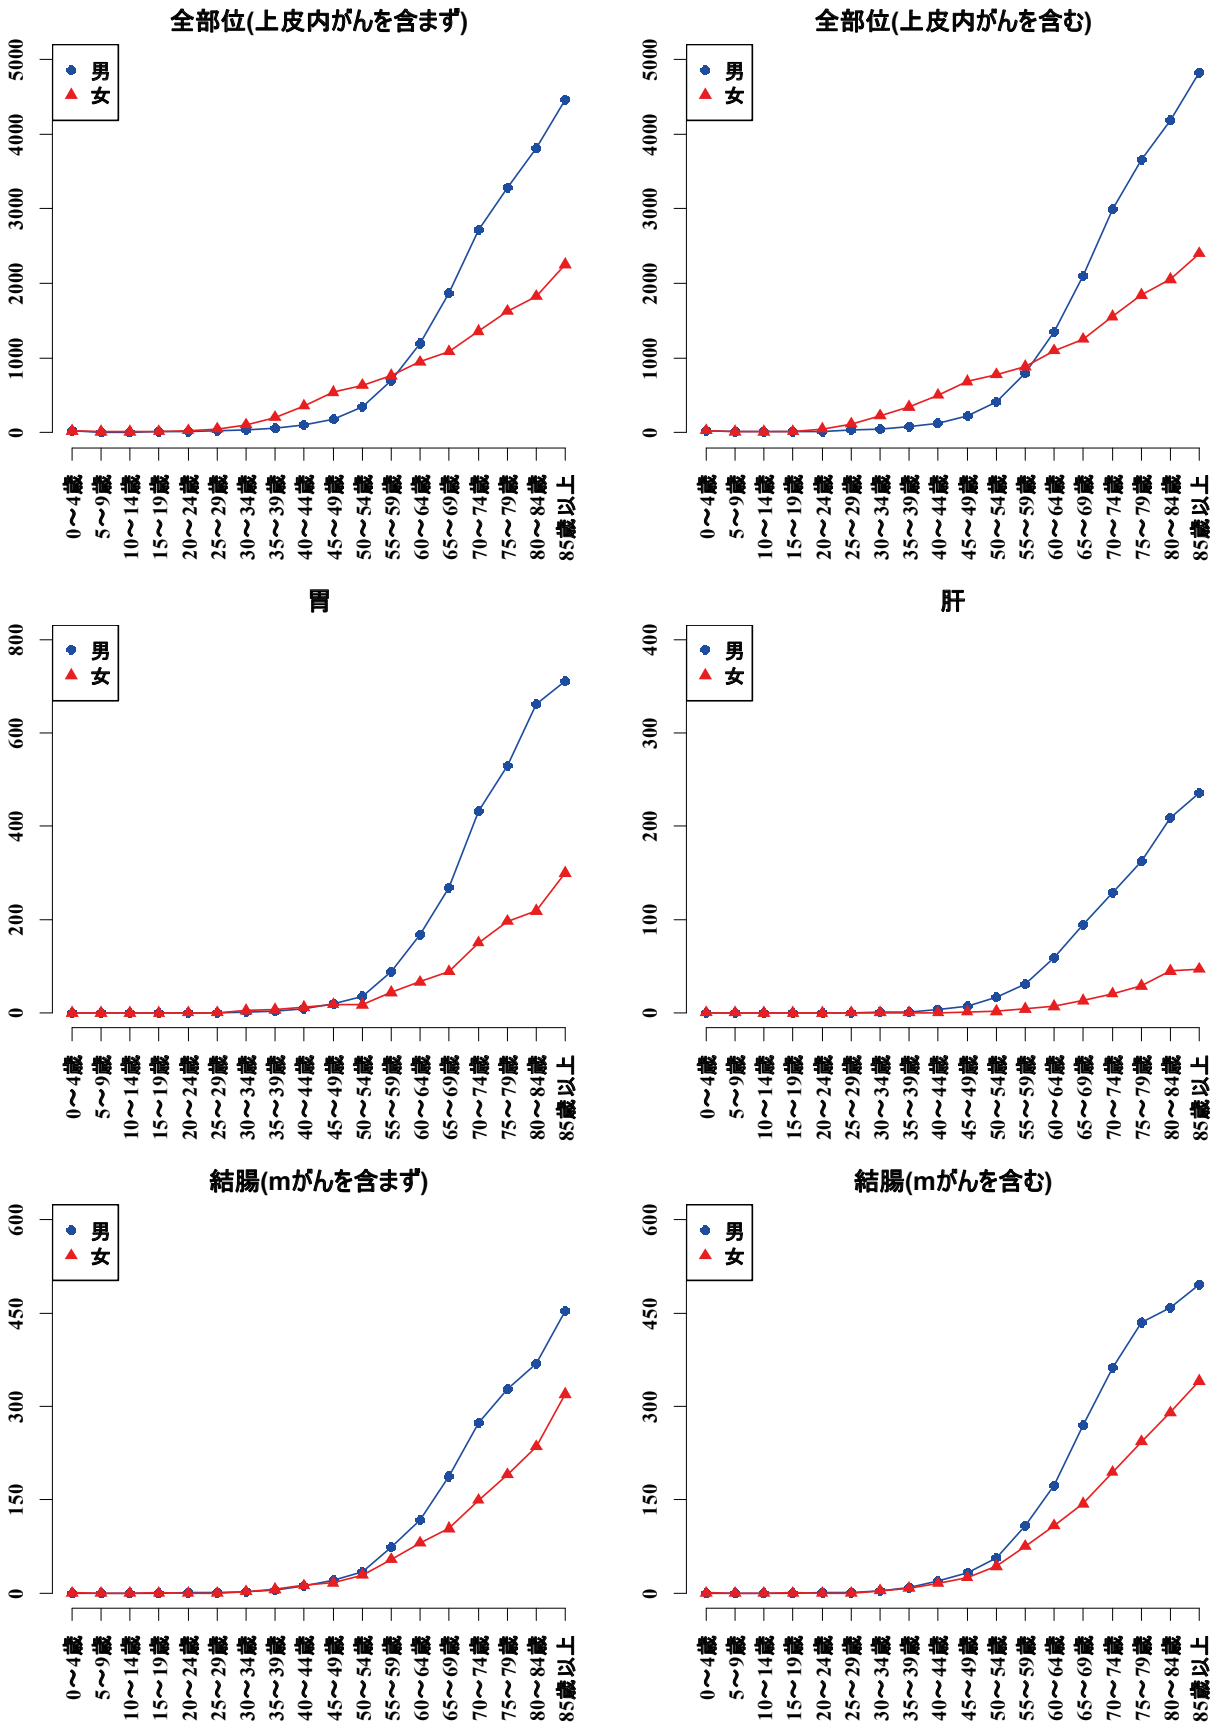 全部位(上皮内がんを含まず)
男
女
5000
4000
3000
2000
1000
0
0〜4歳
5〜9歳
10〜14歳
15〜19歳
20〜24歳
25〜29歳
30〜34歳
35〜39歳
40〜44歳
45〜49歳
50〜54歳
55〜59歳
60〜64歳
65〜69歳
70〜74歳
75〜79歳
80〜84歳
85歳以上
全部位(上皮内がんを含む)
男
女
5000
4000
3000
2000
1000
0
0〜4歳
5〜9歳
10〜14歳
15〜19歳
20〜24歳
25〜29歳
30〜34歳
35〜39歳
40〜44歳
45〜49歳
50〜54歳
55〜59歳
60〜64歳
65〜69歳
70〜74歳
75〜79歳
80〜84歳
85歳以上
胃
男
女
800
600
400
200
0
0〜4歳
5〜9歳
10〜14歳
15〜19歳
20〜24歳
25〜29歳
30〜34歳
35〜39歳
40〜44歳
45〜49歳
50〜54歳
55〜59歳
60〜64歳
65〜69歳
70〜74歳
75〜79歳
80〜84歳
85歳以上
肝
男
女
400
300
200
100
0
0〜4歳
5〜9歳
10〜14歳
15〜19歳
20〜24歳
25〜29歳
30〜34歳
35〜39歳
40〜44歳
45〜49歳
50〜54歳
55〜59歳
60〜64歳
65〜69歳
70〜74歳
75〜79歳
80〜84歳
85歳以上
結腸(mがんを含まず)
男
女
600
450
300
150
0
0〜4歳
5〜9歳
10〜14歳
15〜19歳
20〜24歳
25〜29歳
30〜34歳
35〜39歳
40〜44歳
45〜49歳
50〜54歳
55〜59歳
60〜64歳
65〜69歳
70〜74歳
75〜79歳
80〜84歳
85歳以上
結腸(mがんを含む)
男
女
600
450
300
150
0
0〜4歳
5〜9歳
10〜14歳
15〜19歳
20〜24歳
25〜29歳
30〜34歳
35〜39歳
40〜44歳
45〜49歳
50〜54歳
55〜59歳
60〜64歳
65〜69歳
70〜74歳
75〜79歳
80〜84歳
85歳以上